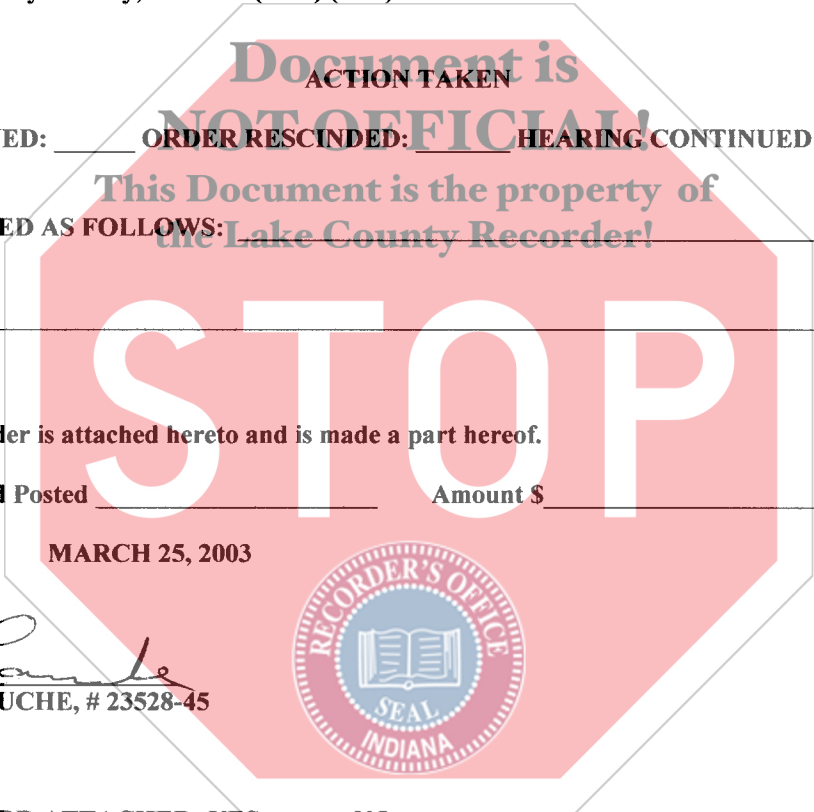 Document is
ACTION TAKEN
NOT OFFICIAL!
ED: ______ ORDER RESCINDED: _______ HEARING CONTINUED
This Document is the property of
ED AS FOLLOWS:
the Lake County Recorder!
STOP
der is attached hereto and is made a part hereof.
Posted ____________________ Amount $____________________
MARCH 25, 2003
RECORDER'S OFFICE
SEAL
INDIANA
UCHE, # 23528-45